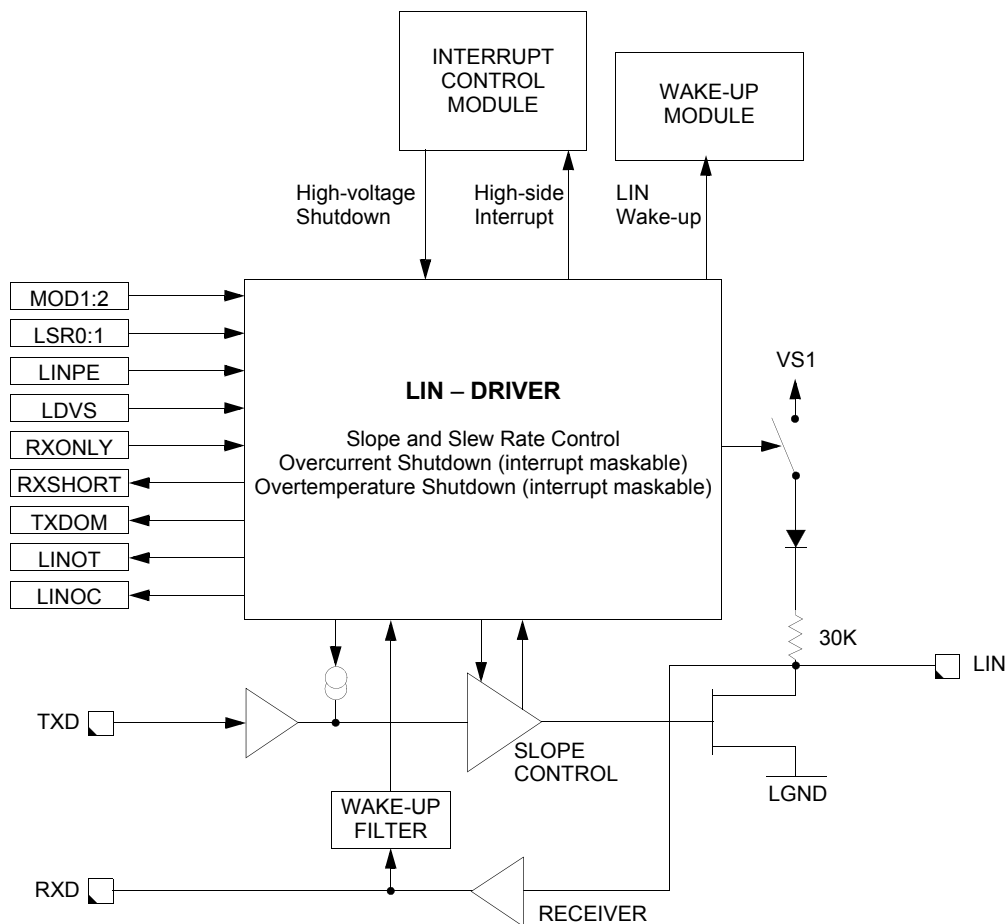 INTERRUPT
CONTROL
MODULE
WAKE-UP
MODULE
High-voltage
Shutdown
High-side
Interrupt
LIN
Wake-up
MOD1:2
LSR0:1
LINPE
LDVS
RXONLY
RXSHORT
TXDOM
LINOT
LINOC
LIN – DRIVER
Slope and Slew Rate Control
Overcurrent Shutdown (interrupt maskable)
Overtemperature Shutdown (interrupt maskable)
VS1
30K
LIN
TXD
SLOPE
CONTROL
LGND
WAKE-UP
FILTER
RXD
RECEIVER